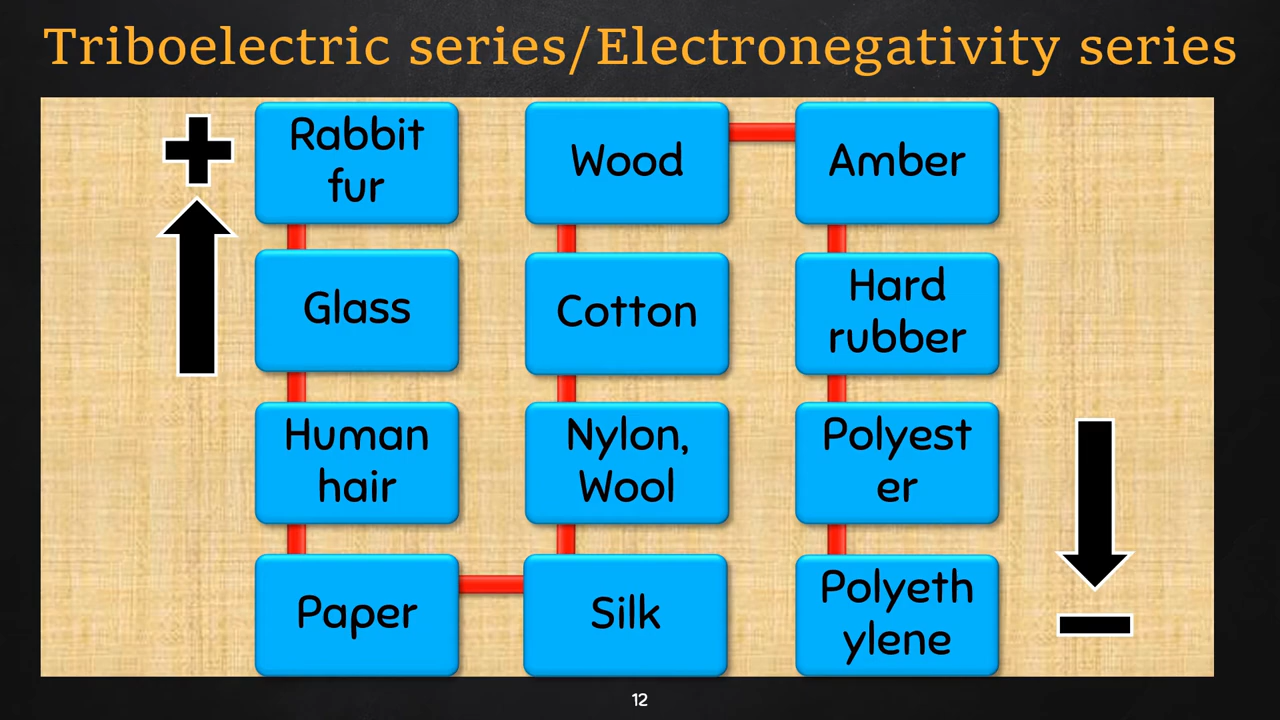 Triboelectric series/Electronegativity series
+
Rabbit
fur
Glass
Human
hair
Paper
Silk
Nylon,
Wool
Cotton
Wood
Amber
Hard
rubber
Polyest
er
Polyeth
ylene
–
12